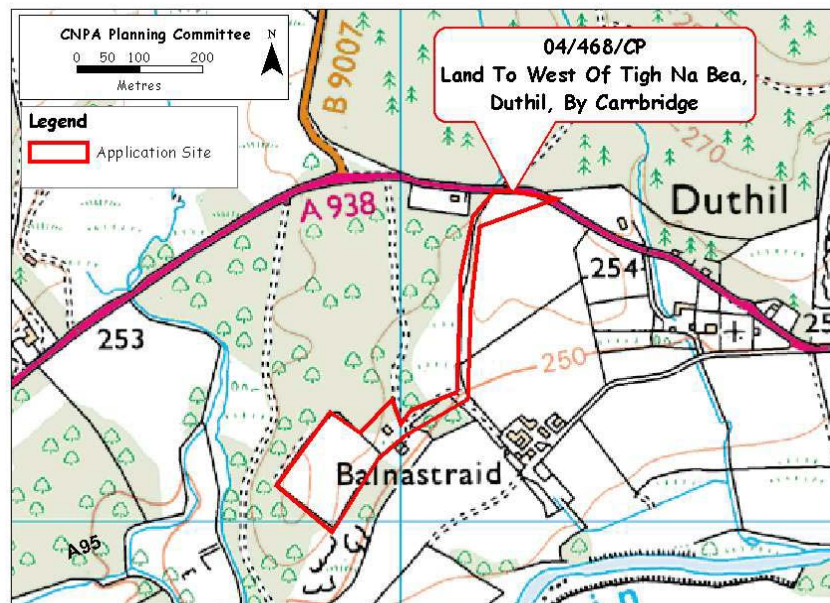 CNPA Planning Committee
N
0 50 100 200
Metres
Legend
Application Site
B 9007
04/468/CP
Land To West Of Tigh Na Bea,
Duthil, By Carrbridge
270
A 938
Duthil
254
253
250
Balnastraid
A95